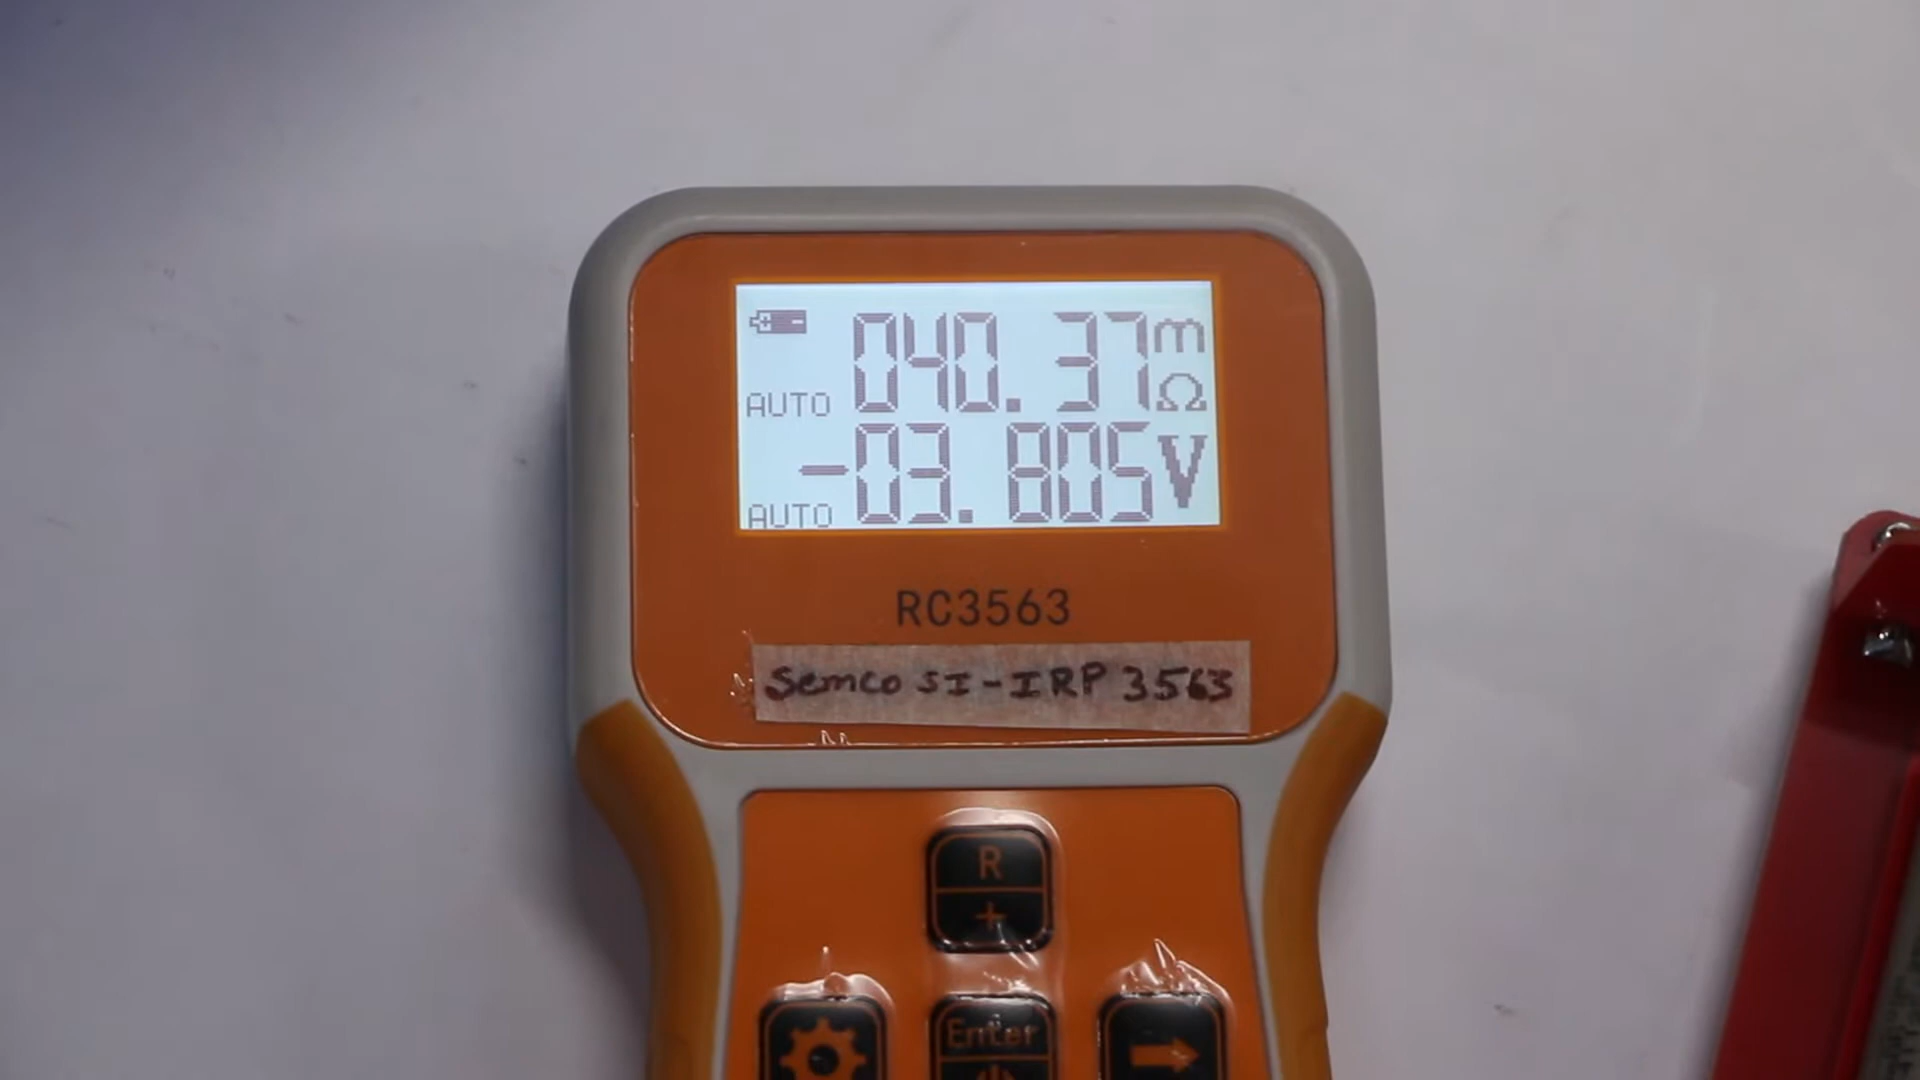 040.37mΩ
AUTO
-03.805V
AUTO
RC3563
Semco SI-IRP 3563
R
+
Enter